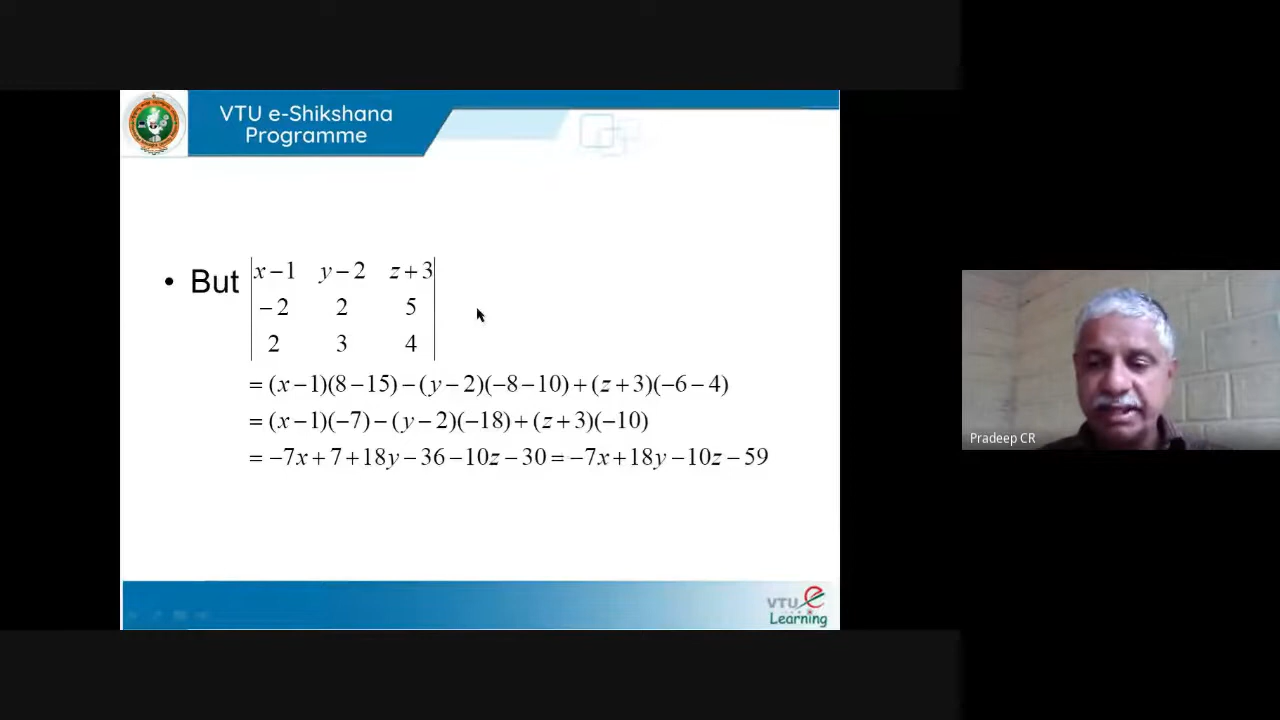 VTU e-Shikshana
Programme
• But
|x−1 y−2 z+3|
|−2 2 5|
|2 3 4|
= (x−1)(8−15)−(y−2)(−8−10)+(z+3)(−6−4)
= (x−1)(−7)−(y−2)(−18)+(z+3)(−10)
= −7x+7+18y−36−10z−30 = −7x+18y−10z−59
Pradeep CR
VTU e
Learning